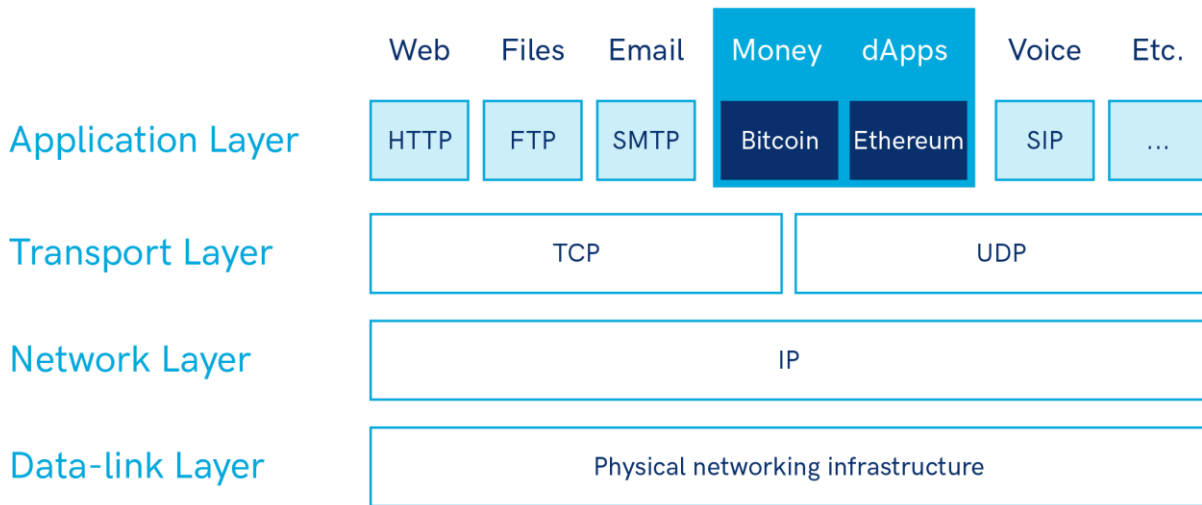 Web Files Email Money dApps Voice Etc.
Application Layer HTTP FTP SMTP Bitcoin Ethereum SIP ...
Transport Layer TCP UDP
Network Layer IP
Data-link Layer Physical networking infrastructure